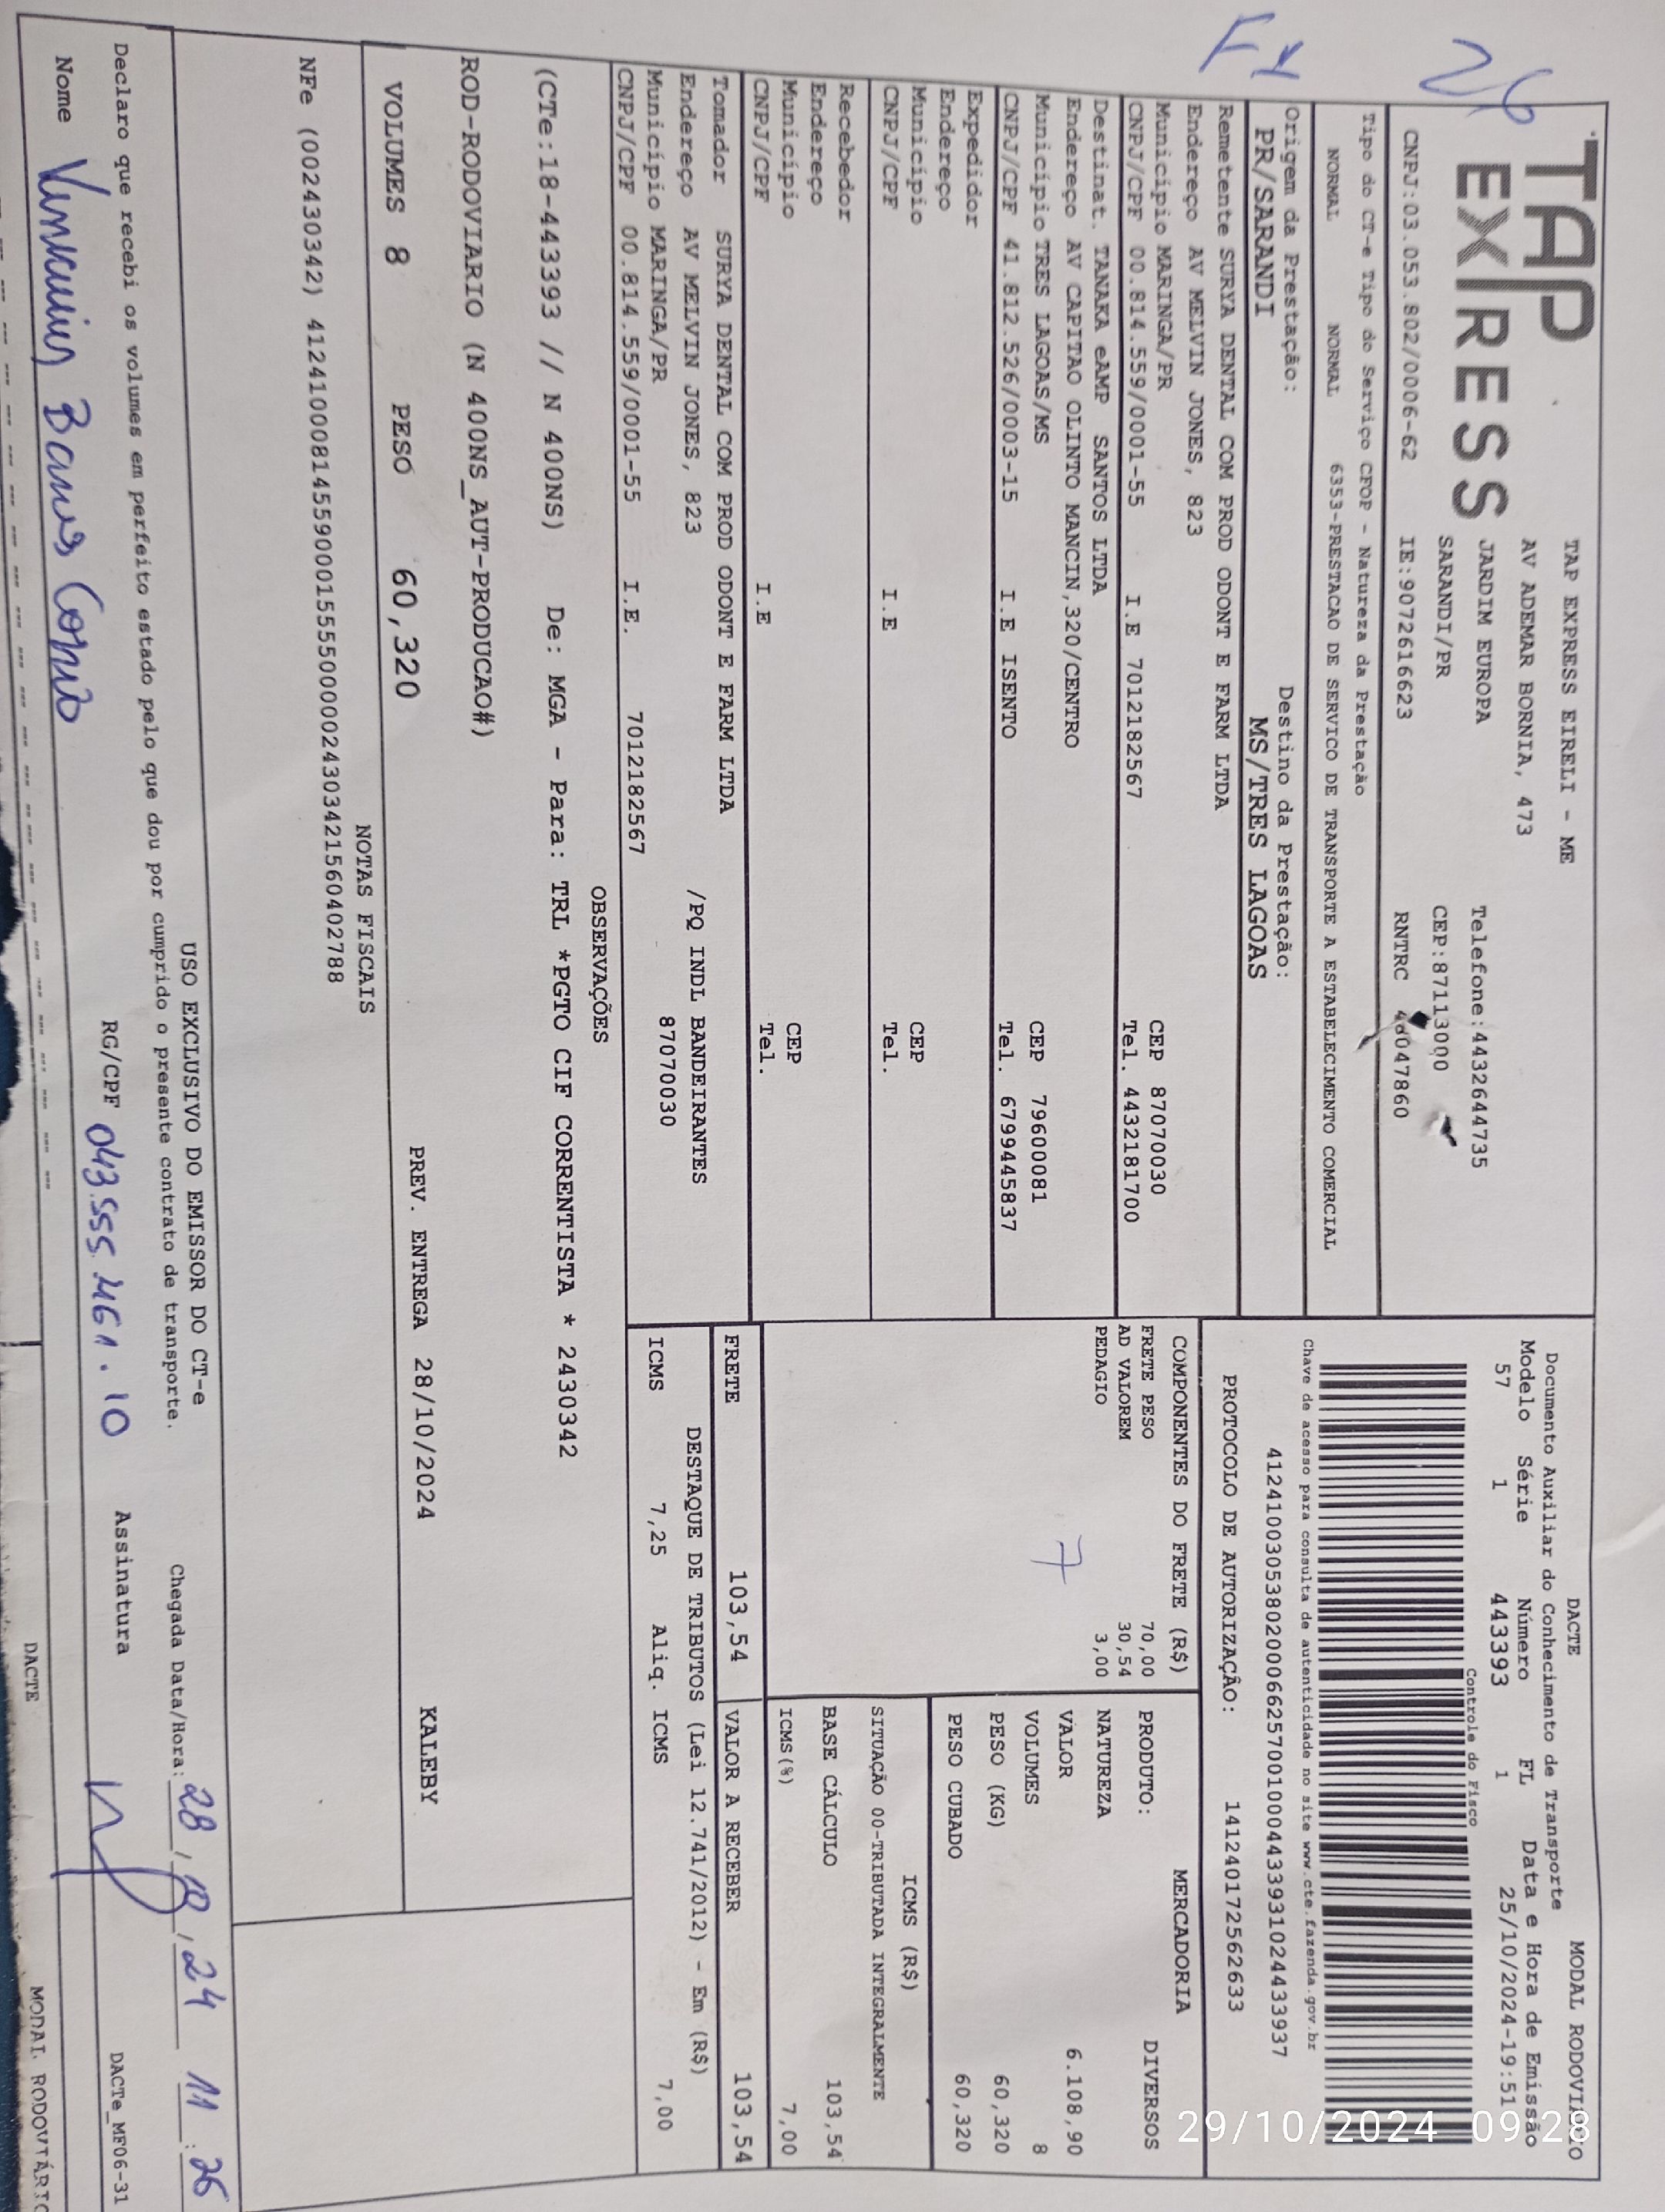 26
F1
TAP
EXPRESS
TAP EXPRESS EIRELI - ME
AV ADEMAR BORNIA, 473
JARDIM EUROPA
Telefone:4432644735
SARANDI/PR
CEP:87113000
CNPJ:03.053.802/0006-62 IE:9072616623 RNTRC
Tipo do CT-e Tipo do Serviço CFOP - Natureza da Prestação
NORMAL NORMAL 6353-PRESTACAO DE SERVICO DE TRANSPORTE A ESTABELECIMENTO COMERCIAL
Origem da Prestação: Destino da Prestação:
PR/SARANDI MS/TRES LAGOAS
Remetente SURYA DENTAL COM PROD ODONT E FARM LTDA
Endereço AV MELVIN JONES, 823
Município MARINGA/PR CEP 87070030
CNPJ/CPF 00.814.559/0001-55 I.E 7012182567 Tel. 4432181700
Destinat. TANAKA eAMP SANTOS LTDA
Endereço AV CAPITAO OLINTO MANCIN,320/CENTRO
Município TRES LAGOAS/MS CEP 79600081
CNPJ/CPF 41.812.526/0003-15 I.E ISENTO Tel. 67999445837
Expedidor
Endereço
Município CEP
CNPJ/CPF I.E Tel.
Recebedor
Endereço
Município CEP
CNPJ/CPF I.E Tel.
Tomador SURYA DENTAL COM PROD ODONT E FARM LTDA
Endereço AV MELVIN JONES, 823 /PQ INDL BANDEIRANTES
Município MARINGA/PR 87070030
CNPJ/CPF 00.814.559/0001-55 I.E. 7012182567
DACTE MODAL RODOVIÁRIO
Documento Auxiliar do Conhecimento de Transporte
Modelo Série Número FL Data e Hora de Emissão
57 1 443393 1 25/10/2024-19:51
Controle do Fisco
Chave de acesso para consulta de autenticidade no site www.cte.fazenda.gov.br
41241003053802000662570010004433931024433937
PROTOCOLO DE AUTORIZAÇÃO: 141240172562633
COMPONENTES DO FRETE (R$)
FRETE PESO 70,00
AD VALOREM 30,54
PEDAGIO 3,00
7
MERCADORIA
PRODUTO: DIVERSOS
NATUREZA
VALOR 6.108,90
VOLUMES 8
PESO (KG) 60,320
PESO CUBADO 60,320
ICMS (R$)
SITUAÇÃO 00-TRIBUTADA INTEGRALMENTE
BASE CÁLCULO 103,54
ICMS(%) 7,00
FRETE 103,54 VALOR A RECEBER 103,54
DESTAQUE DE TRIBUTOS (Lei 12.741/2012) - Em (R$)
ICMS 7,25 Aliq. ICMS 7,00
OBSERVAÇÕES
(CTe:18-443393 // N 400NS) De: MGA - Para: TRL *PGTO CIF CORRENTISTA * 2430342
ROD-RODOVIARIO (N 400NS_AUT-PRODUCAO#)
VOLUMES 8 PESO 60,320 PREV. ENTREGA 28/10/2024 KALEBY
NOTAS FISCAIS
NFe (002430342) 41241000814559000155550000024303421560402788
USO EXCLUSIVO DO EMISSOR DO CT-e
Declaro que recebi os volumes em perfeito estado pelo que dou por cumprido o presente contrato de transporte.
Chegada Data/Hora: 28/10/24 11:26
Nome RG/CPF 043.555.461.10 Assinatura
DACTe_MF06-31
DACTE MODAL RODOVIÁRIO
29/10/2024 09:28